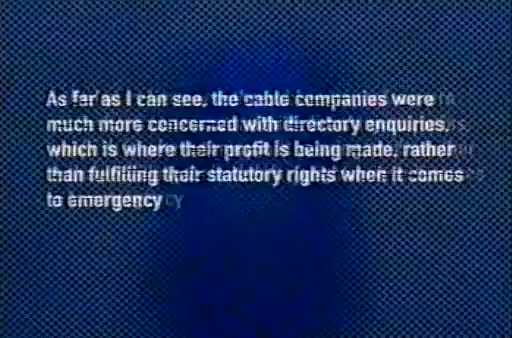 As far as I can see, the cable companies were
much more concerned with directory enquiries,
which is where their profit is being made, rather
than fulfilling their statutory rights when it comes
to emergency